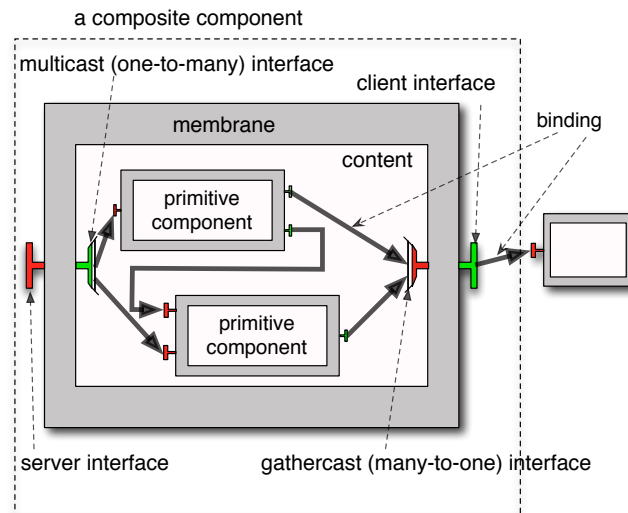 a composite component
multicast (one-to-many) interface
client interface
membrane
binding
content
primitive
component
primitive
component
server interface
gathercast (many-to-one) interface